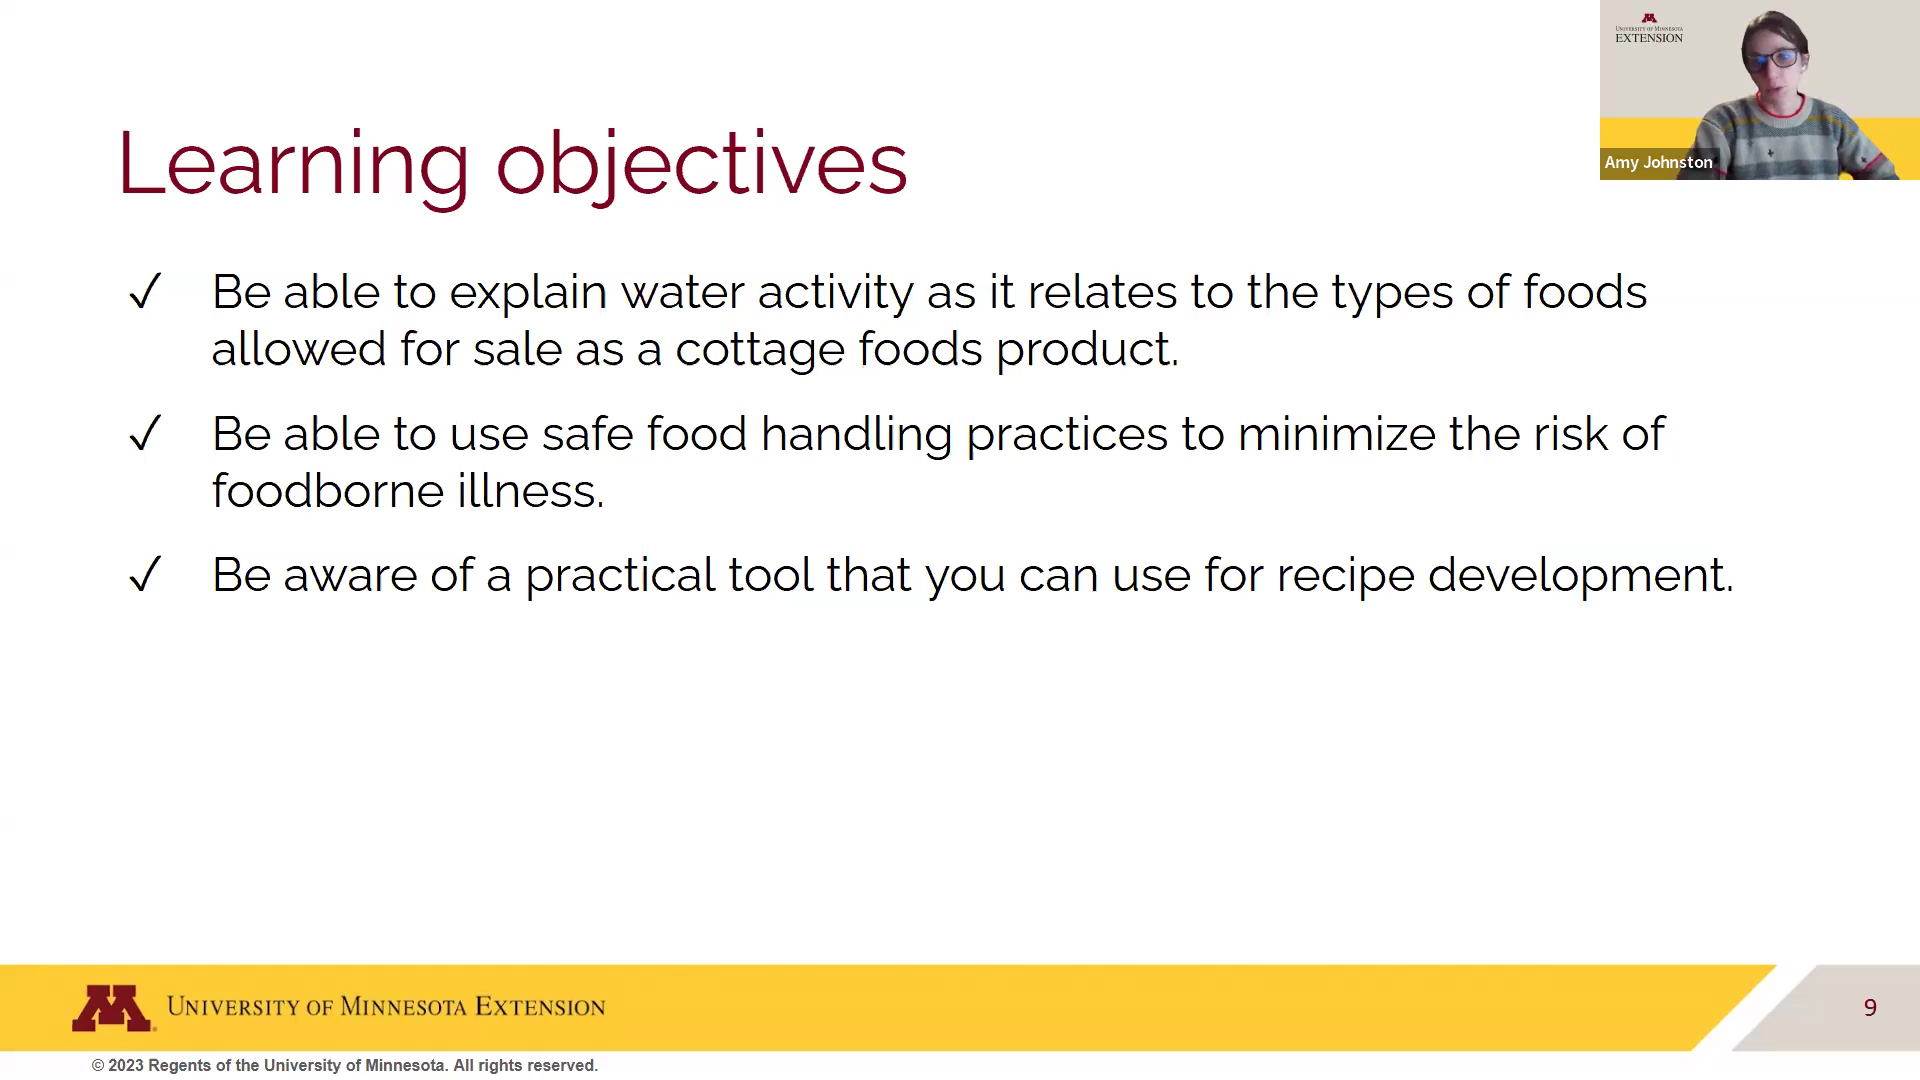 UNIVERSITY OF MINNESOTA
EXTENSION
Amy Johnston
Learning objectives
✓ Be able to explain water activity as it relates to the types of foods
allowed for sale as a cottage foods product.
✓ Be able to use safe food handling practices to minimize the risk of
foodborne illness.
✓ Be aware of a practical tool that you can use for recipe development.
M UNIVERSITY OF MINNESOTA EXTENSION
9
© 2023 Regents of the University of Minnesota. All rights reserved.